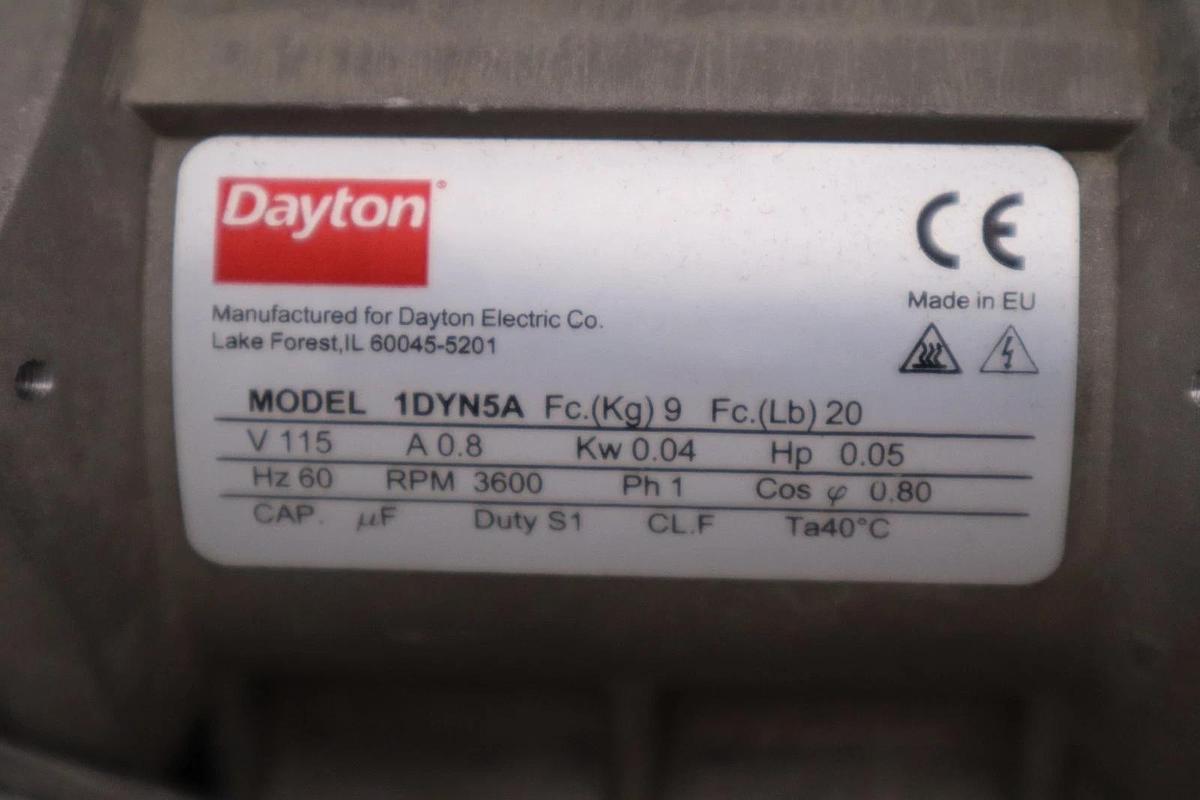 Dayton®
CE
Manufactured for Dayton Electric Co.
Made in EU
Lake Forest,IL 60045-5201
MODEL 1DYN5A Fc.(Kg) 9 Fc.(Lb) 20
V 115 A 0.8 Kw 0.04 Hp 0.05
Hz 60 RPM 3600 Ph 1 Cos φ 0.80
CAP. µF Duty S1 CL.F Ta40°C